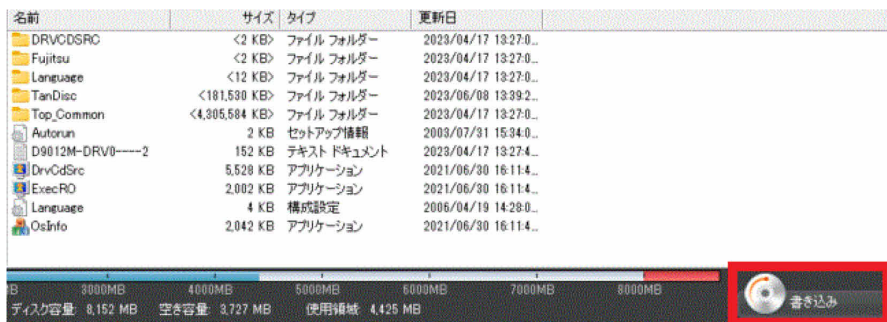 名前 サイズ タイプ 更新日
DRVCDSRC <2 KB> ファイル フォルダー 2023/04/17 13:27:0...
Fujitsu <2 KB> ファイル フォルダー 2023/04/17 13:27:0...
Language <12 KB> ファイル フォルダー 2023/04/17 13:27:0...
TanDisc <181,530 KB> ファイル フォルダー 2023/06/08 13:39:2...
Top_Common <4,305,584 KB> ファイル フォルダー 2023/04/17 13:27:0...
Autorun 2 KB セットアップ情報 2003/07/31 15:34:0...
D9012M-DRV0----2 152 KB テキスト ドキュメント 2023/04/17 13:27:4...
DrvCdSrc 5,528 KB アプリケーション 2021/06/30 16:11:4...
ExecRO 2,002 KB アプリケーション 2021/06/30 16:11:4...
Language 4 KB 構成設定 2006/04/19 14:28:0...
OsInfo 2,042 KB アプリケーション 2021/06/30 16:11:4...
3000MB 4000MB 5000MB 6000MB 7000MB 8000MB
ディスク容量: 8,152 MB 空き容量: 3,727 MB 使用領域: 4,425 MB
書き込み